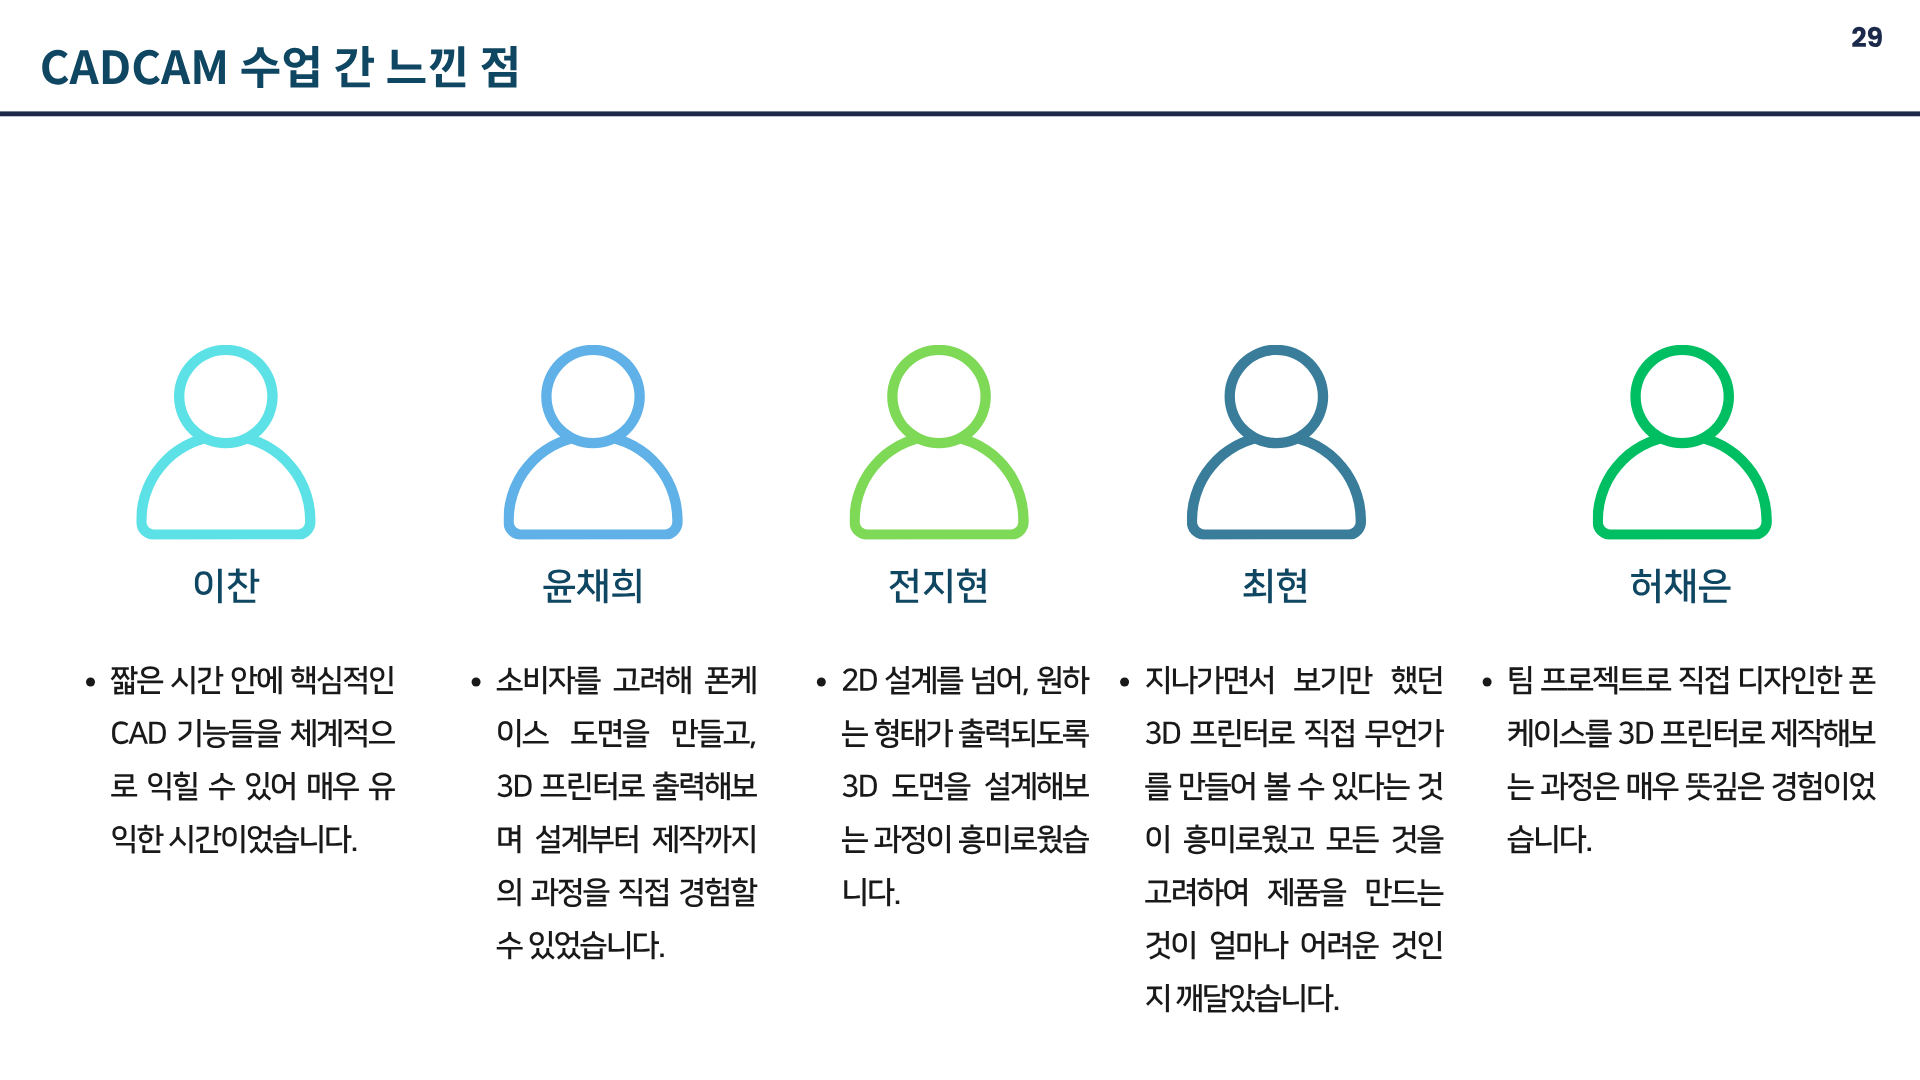 CADCAM 수업 간 느낀 점
29
이찬
짧은 시간 안에 핵심적인
CAD 기능들을 체계적으
로 익힐 수 있어 매우 유
익한 시간이었습니다.
윤채희
소비자를 고려해 폰케
이스 도면을 만들고,
3D 프린터로 출력해보
며 설계부터 제작까지
의 과정을 직접 경험할
수 있었습니다.
전지현
2D 설계를 넘어, 원하
는 형태가 출력되도록
3D 도면을 설계해보
는 과정이 흥미로웠습
니다.
최현
지나가면서 보기만 했던
3D 프린터로 직접 무언가
를 만들어 볼 수 있다는 것
이 흥미로웠고 모든 것을
고려하여 제품을 만드는
것이 얼마나 어려운 것인
지 깨달았습니다.
허채은
팀 프로젝트로 직접 디자인한 폰
케이스를 3D 프린터로 제작해보
는 과정은 매우 뜻깊은 경험이었
습니다.